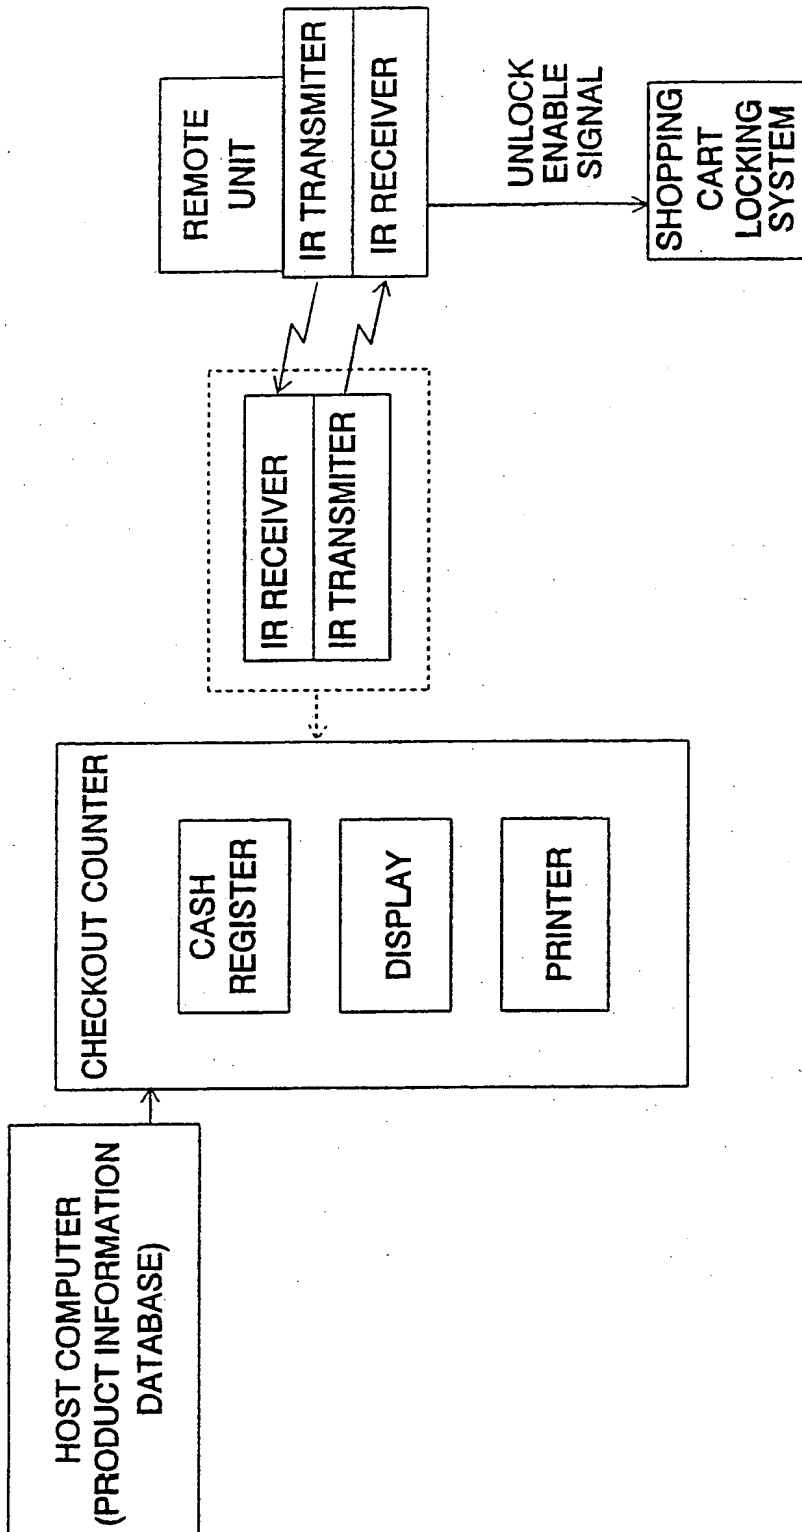 HOST COMPUTER
(PRODUCT INFORMATION
DATABASE)
CHECKOUT COUNTER
CASH
REGISTER
DISPLAY
PRINTER
IR RECEIVER
IR TRANSMITER
REMOTE
UNIT
IR TRANSMITER
IR RECEIVER
UNLOCK
ENABLE
SIGNAL
SHOPPING
CART
LOCKING
SYSTEM